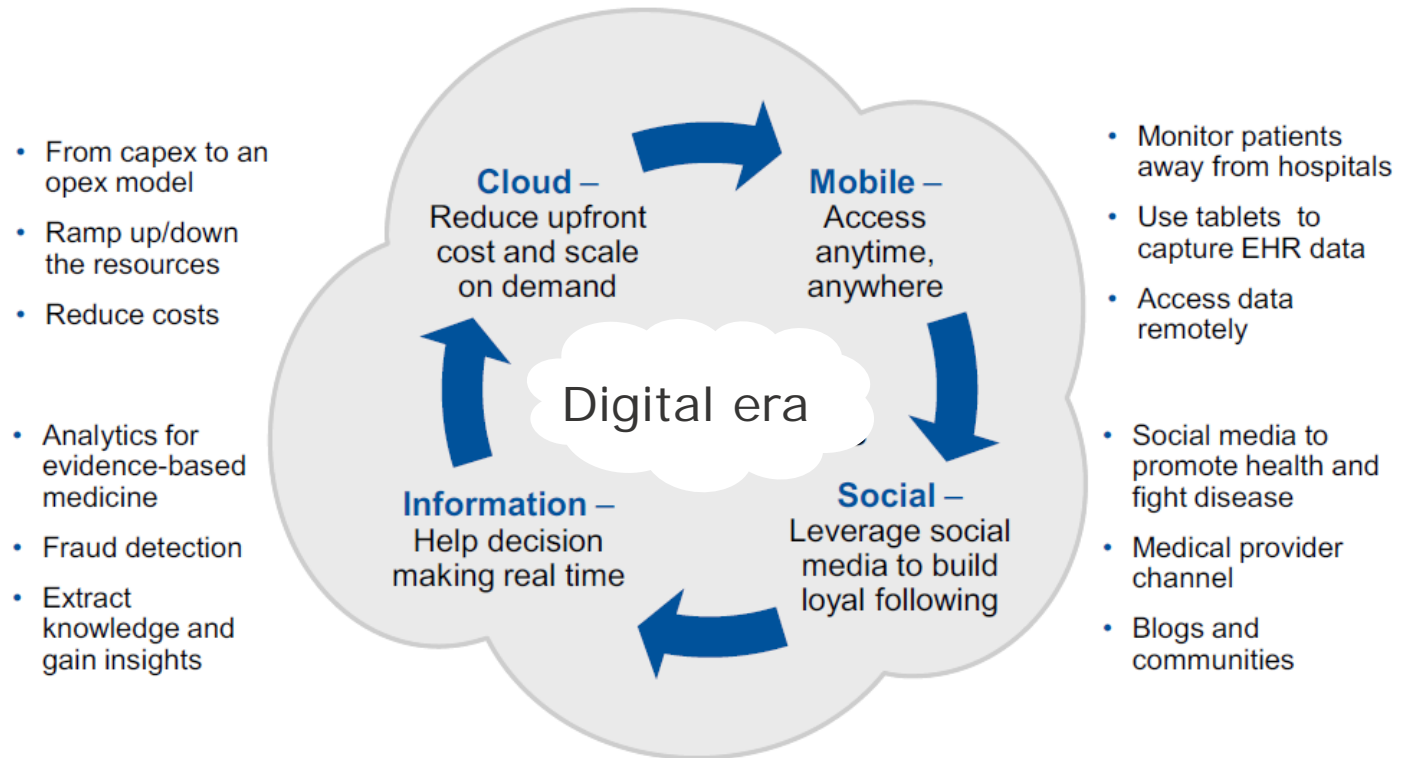 • From capex to an
opex model
• Ramp up/down
the resources
• Reduce costs
Cloud –
Reduce upfront
cost and scale
on demand
Mobile –
Access
anytime,
anywhere
• Monitor patients
away from hospitals
• Use tablets to
capture EHR data
• Access data
remotely
Digital era
• Analytics for
evidence-based
medicine
• Fraud detection
• Extract
knowledge and
gain insights
Information –
Help decision
making real time
Social –
Leverage social
media to build
loyal following
• Social media to
promote health and
fight disease
• Medical provider
channel
• Blogs and
communities